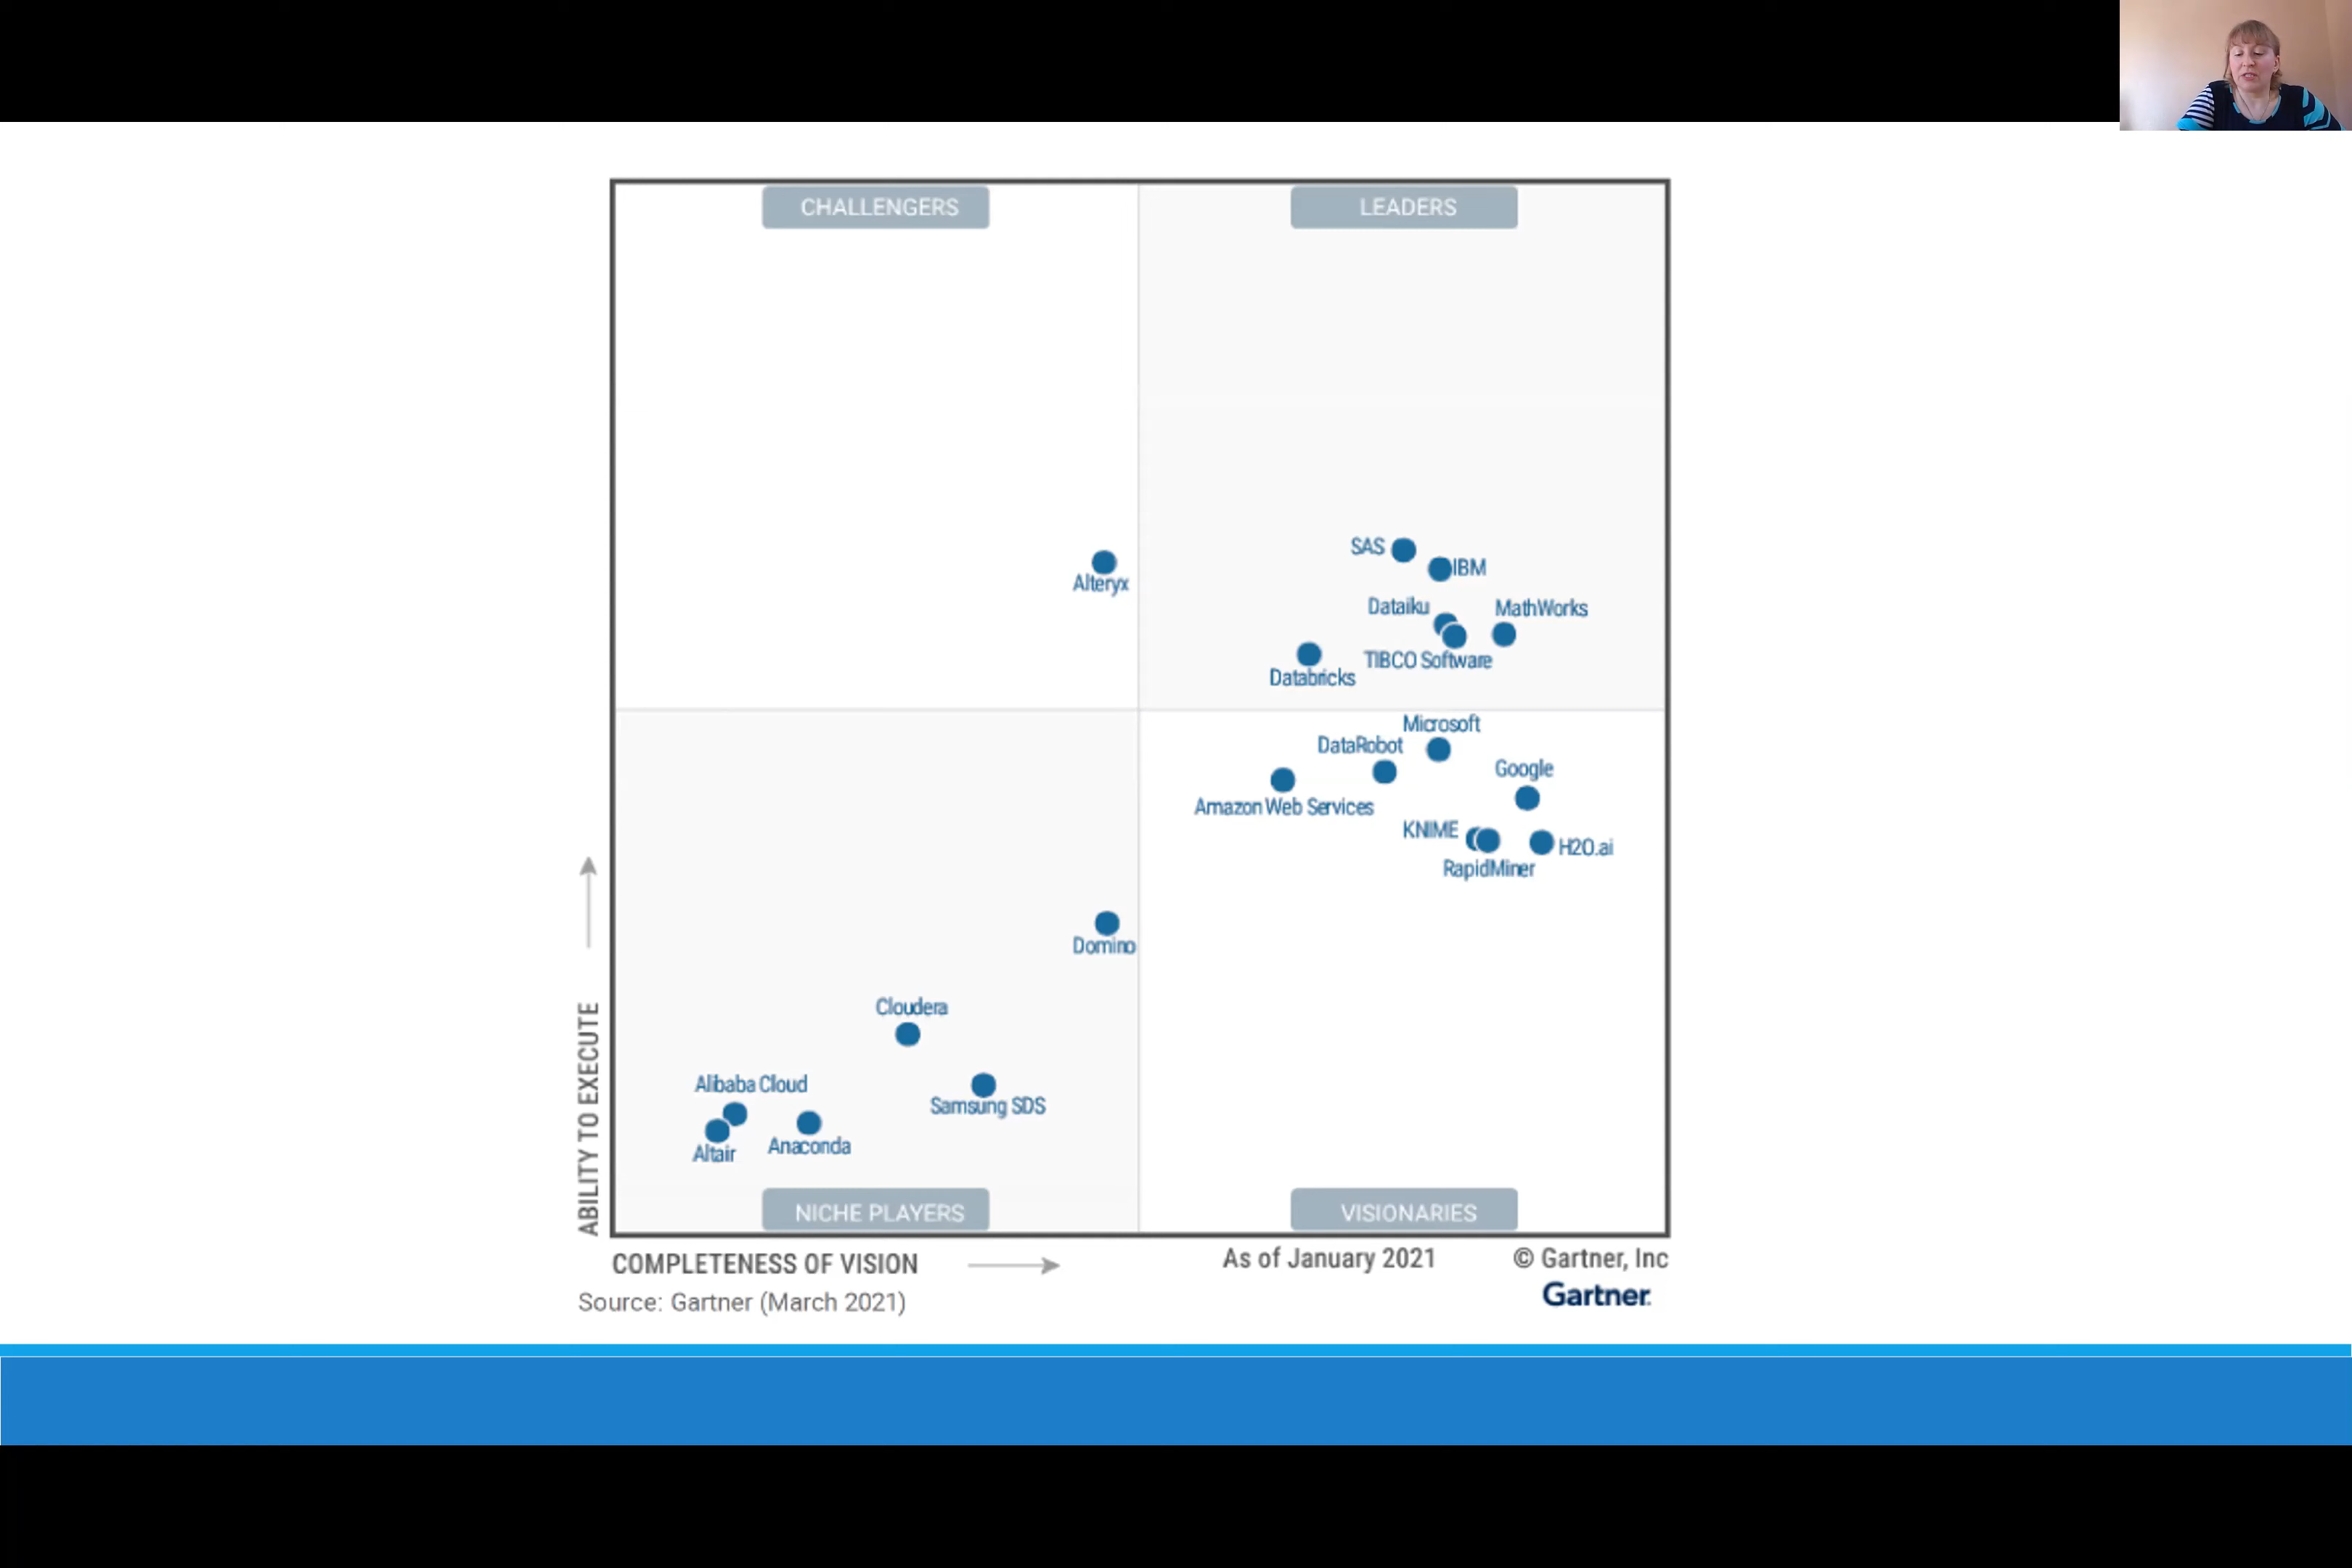 CHALLENGERS
LEADERS
SAS
IBM
Alteryx
Dataiku
MathWorks
TIBCO Software
Databricks
Microsoft
DataRobot
Google
Amazon Web Services
KNIME
H2O.ai
RapidMiner
Domino
Cloudera
Alibaba Cloud
Samsung SDS
Anaconda
Altair
NICHE PLAYERS
VISIONARIES
ABILITY TO EXECUTE
COMPLETENESS OF VISION
As of January 2021
© Gartner, Inc
Source: Gartner (March 2021)
Gartner.